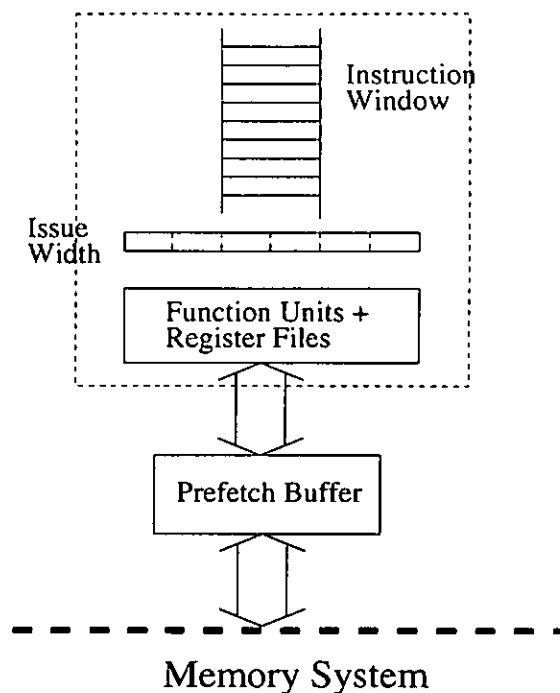 Instruction
Window
Issue
Width
Function Units +
Register Files
Prefetch Buffer
Memory System